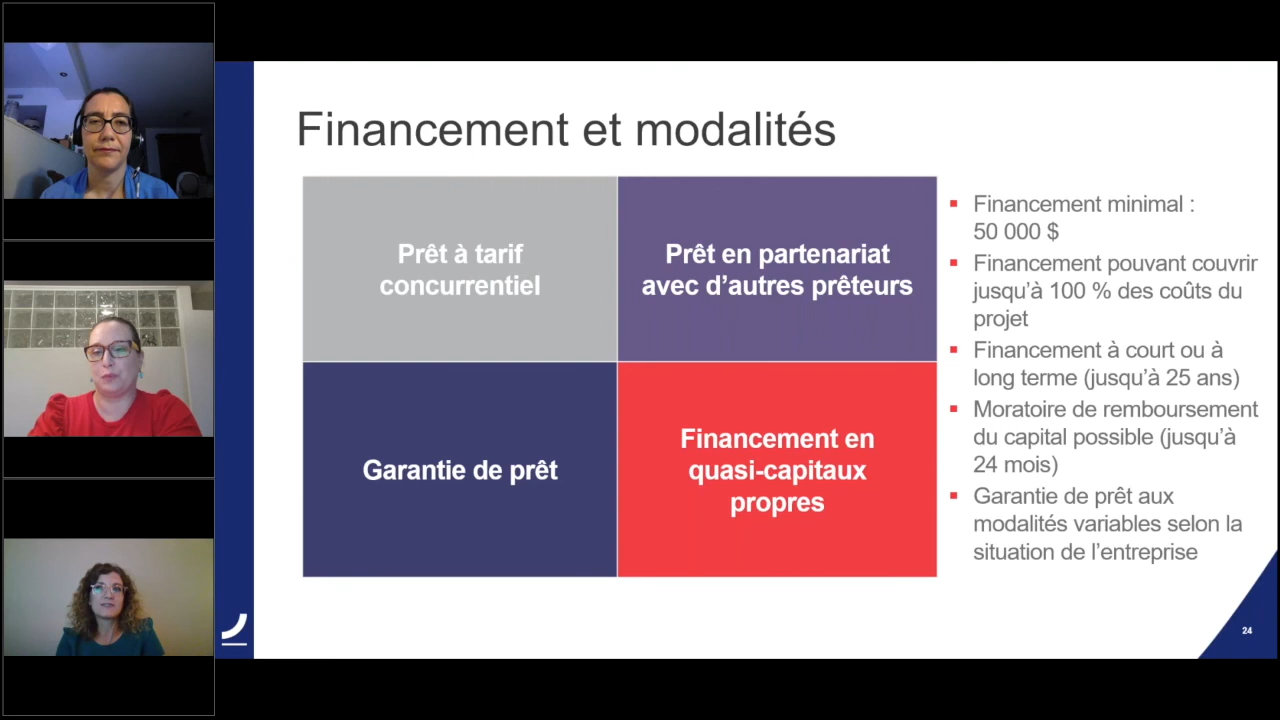 Financement et modalités
Prêt à tarif
concurrentiel
Prêt en partenariat
avec d’autres prêteurs
Garantie de prêt
Financement en
quasi-capitaux
propres
▪ Financement minimal :
50 000 $
▪ Financement pouvant couvrir
jusqu’à 100 % des coûts du
projet
▪ Financement à court ou à
long terme (jusqu’à 25 ans)
▪ Moratoire de remboursement
du capital possible (jusqu’à
24 mois)
▪ Garantie de prêt aux
modalités variables selon la
situation de l’entreprise
24